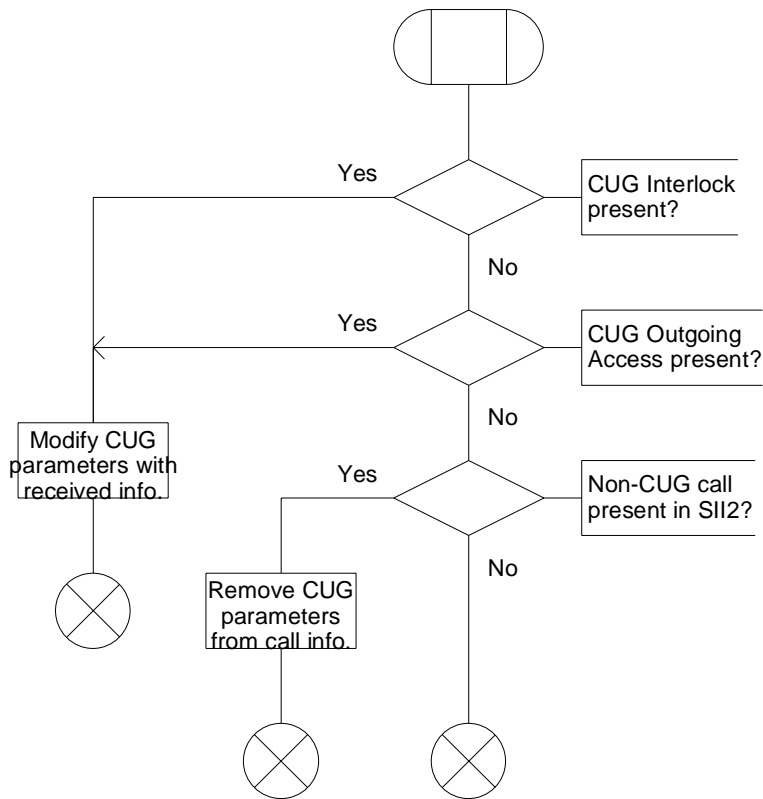 Yes
CUG Interlock
present?
No
Yes
CUG Outgoing
Access present?
No
Modify CUG
parameters with
received info.
Yes
Non-CUG call
present in SII2?
No
Remove CUG
parameters
from call info.